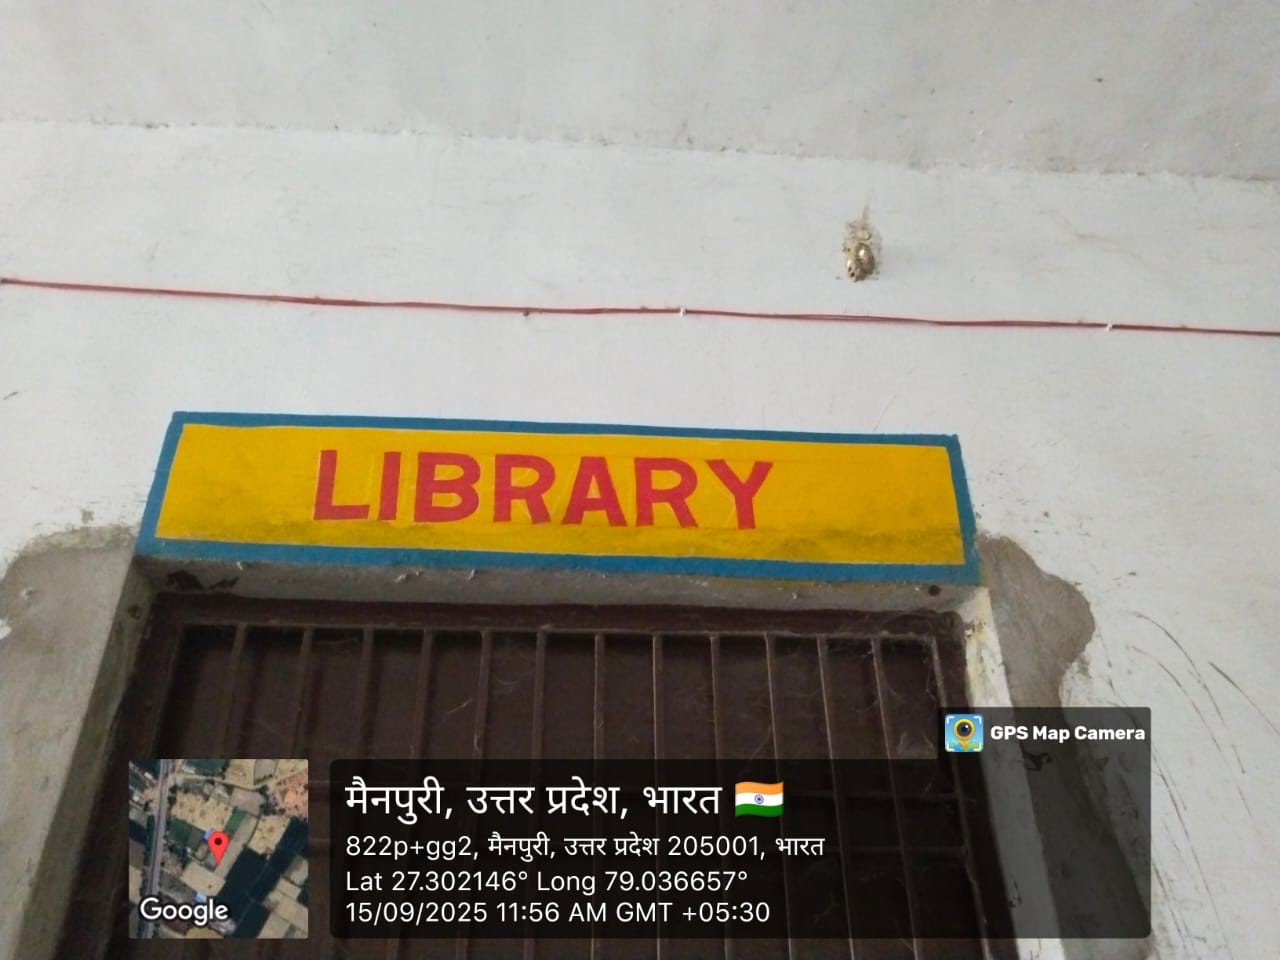 LIBRARY
GPS Map Camera
मैनपुरी, उत्तर प्रदेश, भारत 🇮🇳
822p+gg2, मैनपुरी, उत्तर प्रदेश 205001, भारत
Lat 27.302146° Long 79.036657°
15/09/2025 11:56 AM GMT +05:30
Google